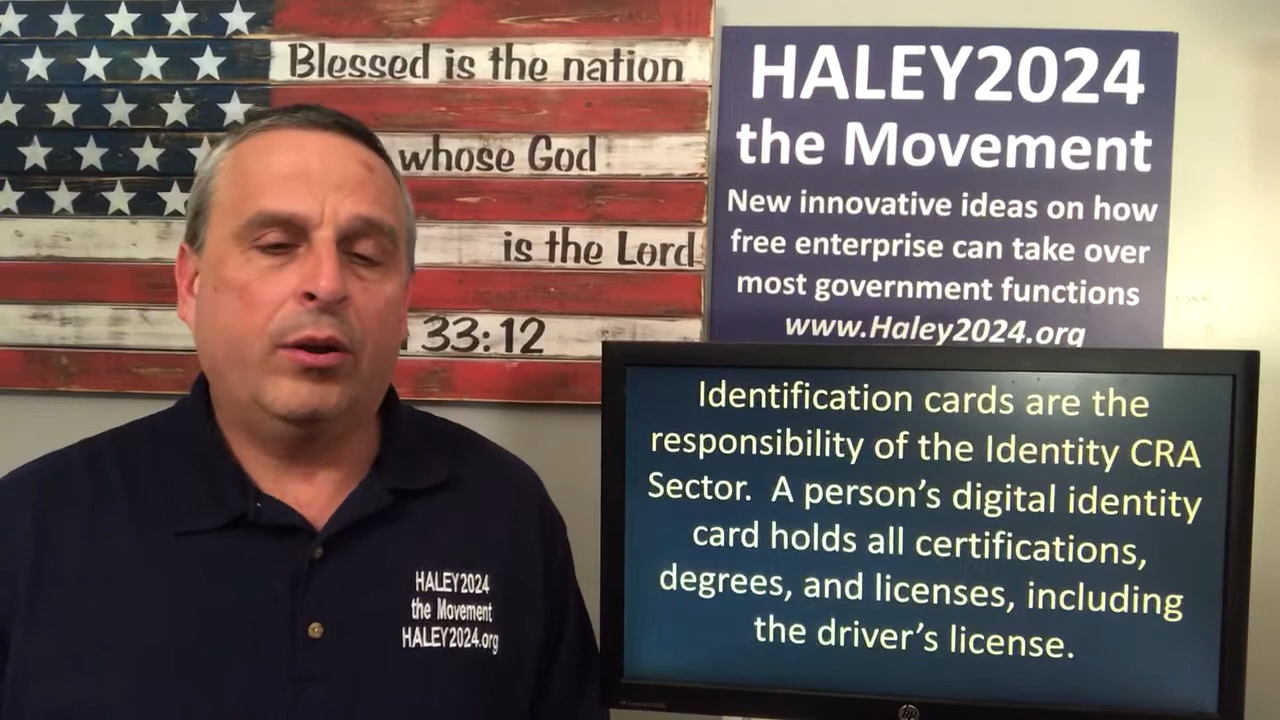 Blessed is the nation
whose God
is the Lord
33:12
HALEY2024
the Movement
New innovative ideas on how
free enterprise can take over
most government functions
www.Haley2024.org
Identification cards are the
responsibility of the Identity CRA
Sector. A person's digital identity
card holds all certifications,
degrees, and licenses, including
the driver's license.
HALEY2024
the Movement
HALEY2024.org
hp